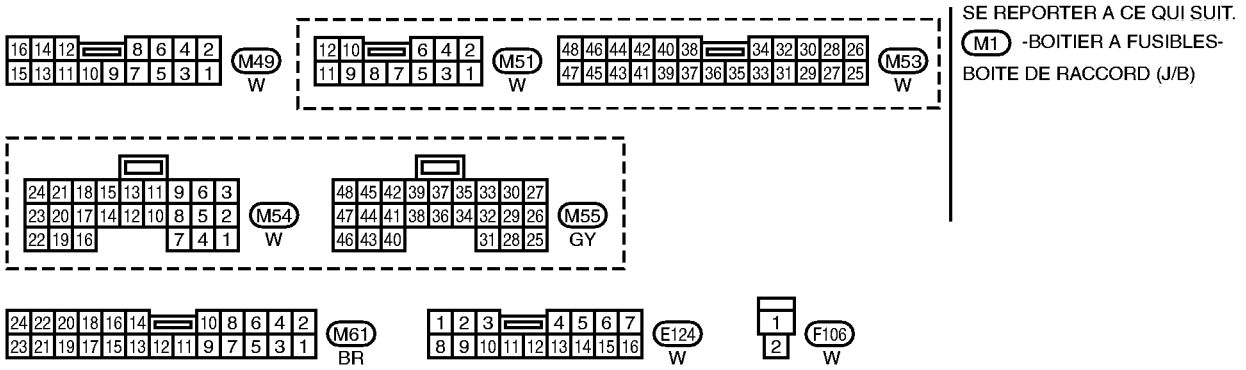 SE REPORTER A CE QUI SUIT.
M1 -BOITIER A FUSIBLES-
BOITE DE RACCORD (J/B)
16 14 12 8 6 4 2
15 13 11 10 9 7 5 3 1
M49
W
12 10 6 4 2
11 9 8 7 5 3 1
M51
W
48 46 44 42 40 38 34 32 30 28 26
47 45 43 41 39 37 36 35 33 31 29 27 25
M53
W
24 21 18 15 13 11 9 6 3
23 20 17 14 12 10 8 5 2
22 19 16 7 4 1
M54
W
48 45 42 39 37 35 33 30 27
47 44 41 38 36 34 32 29 26
46 43 40 31 28 25
M55
GY
24 22 20 18 16 14 10 8 6 4 2
23 21 19 17 15 13 12 11 9 7 5 3 1
M61
BR
1 2 3 4 5 6 7
8 9 10 11 12 13 14 15 16
E124
W
1
2
F106
W